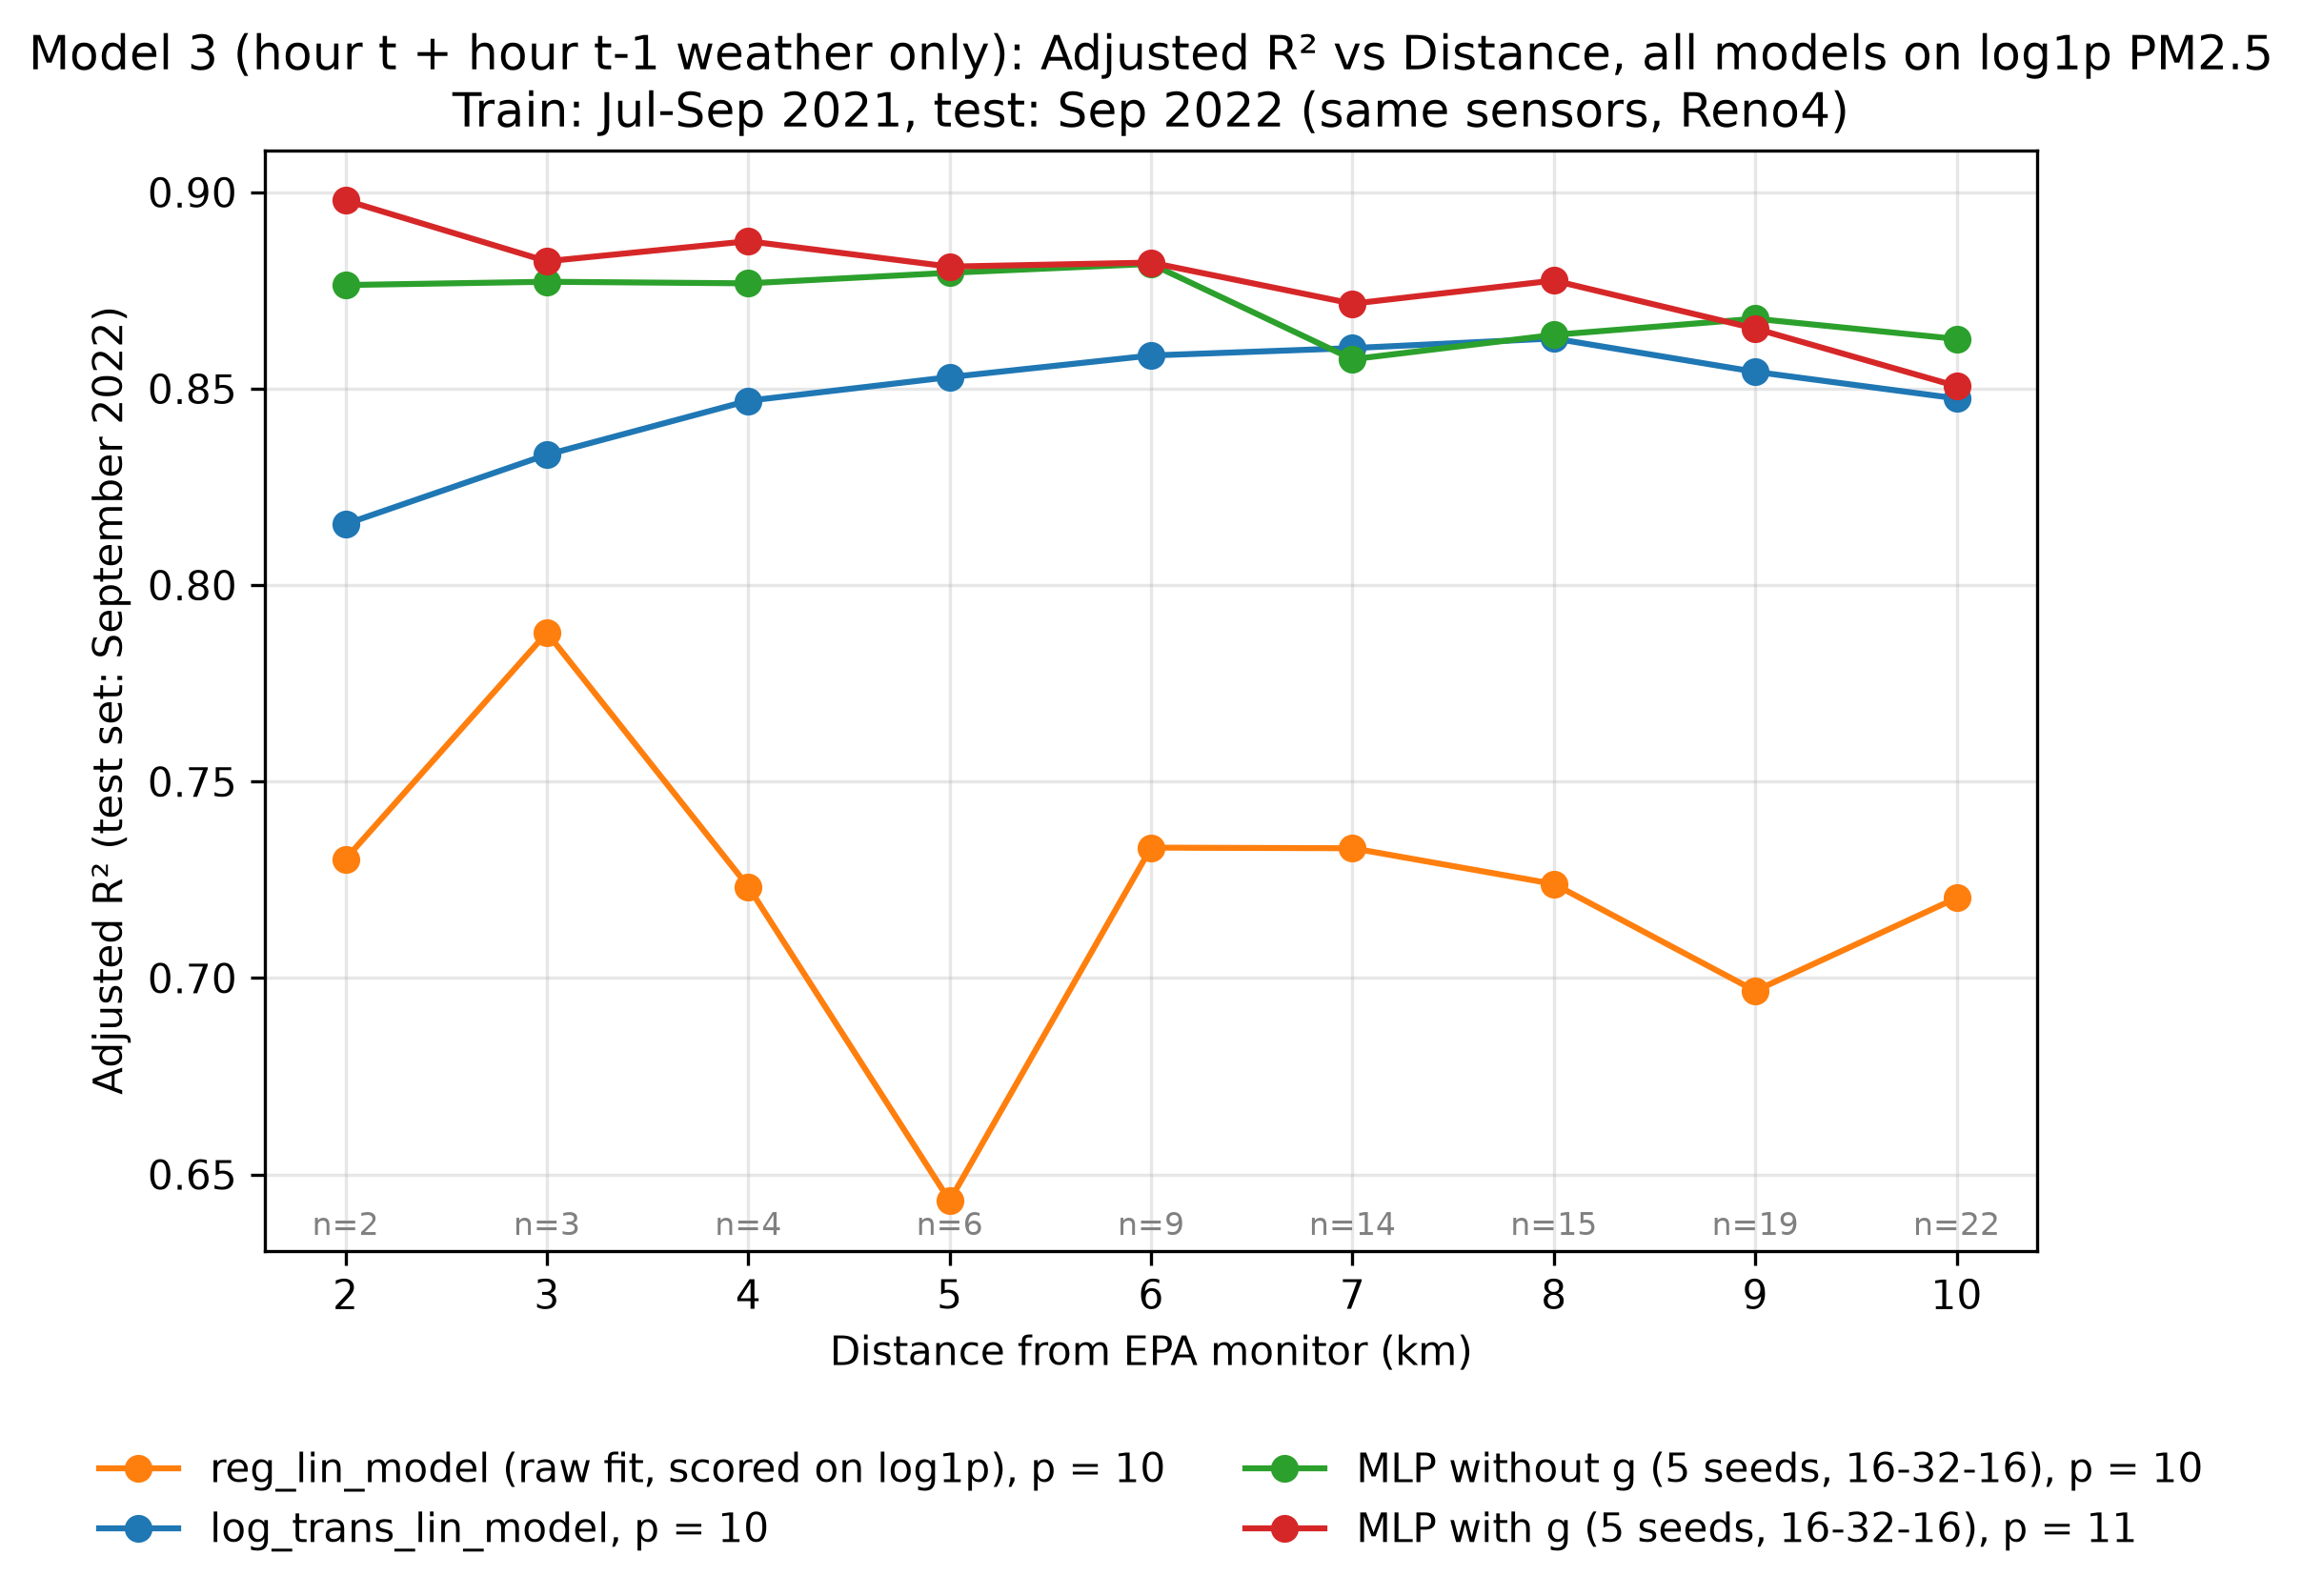 Model 3 (hour t + hour t-1 weather only): Adjusted R² vs Distance, all models on log1p PM2.5
Train: Jul-Sep 2021, test: Sep 2022 (same sensors, Reno4)
Adjusted R² (test set: September 2022)
0.90
0.85
0.80
0.75
0.70
0.65
n=2 n=3 n=4 n=6 n=9 n=14 n=15 n=19 n=22
2 3 4 5 6 7 8 9 10
Distance from EPA monitor (km)
reg_lin_model (raw fit, scored on log1p), p = 10
log_trans_lin_model, p = 10
MLP without g (5 seeds, 16-32-16), p = 10
MLP with g (5 seeds, 16-32-16), p = 11